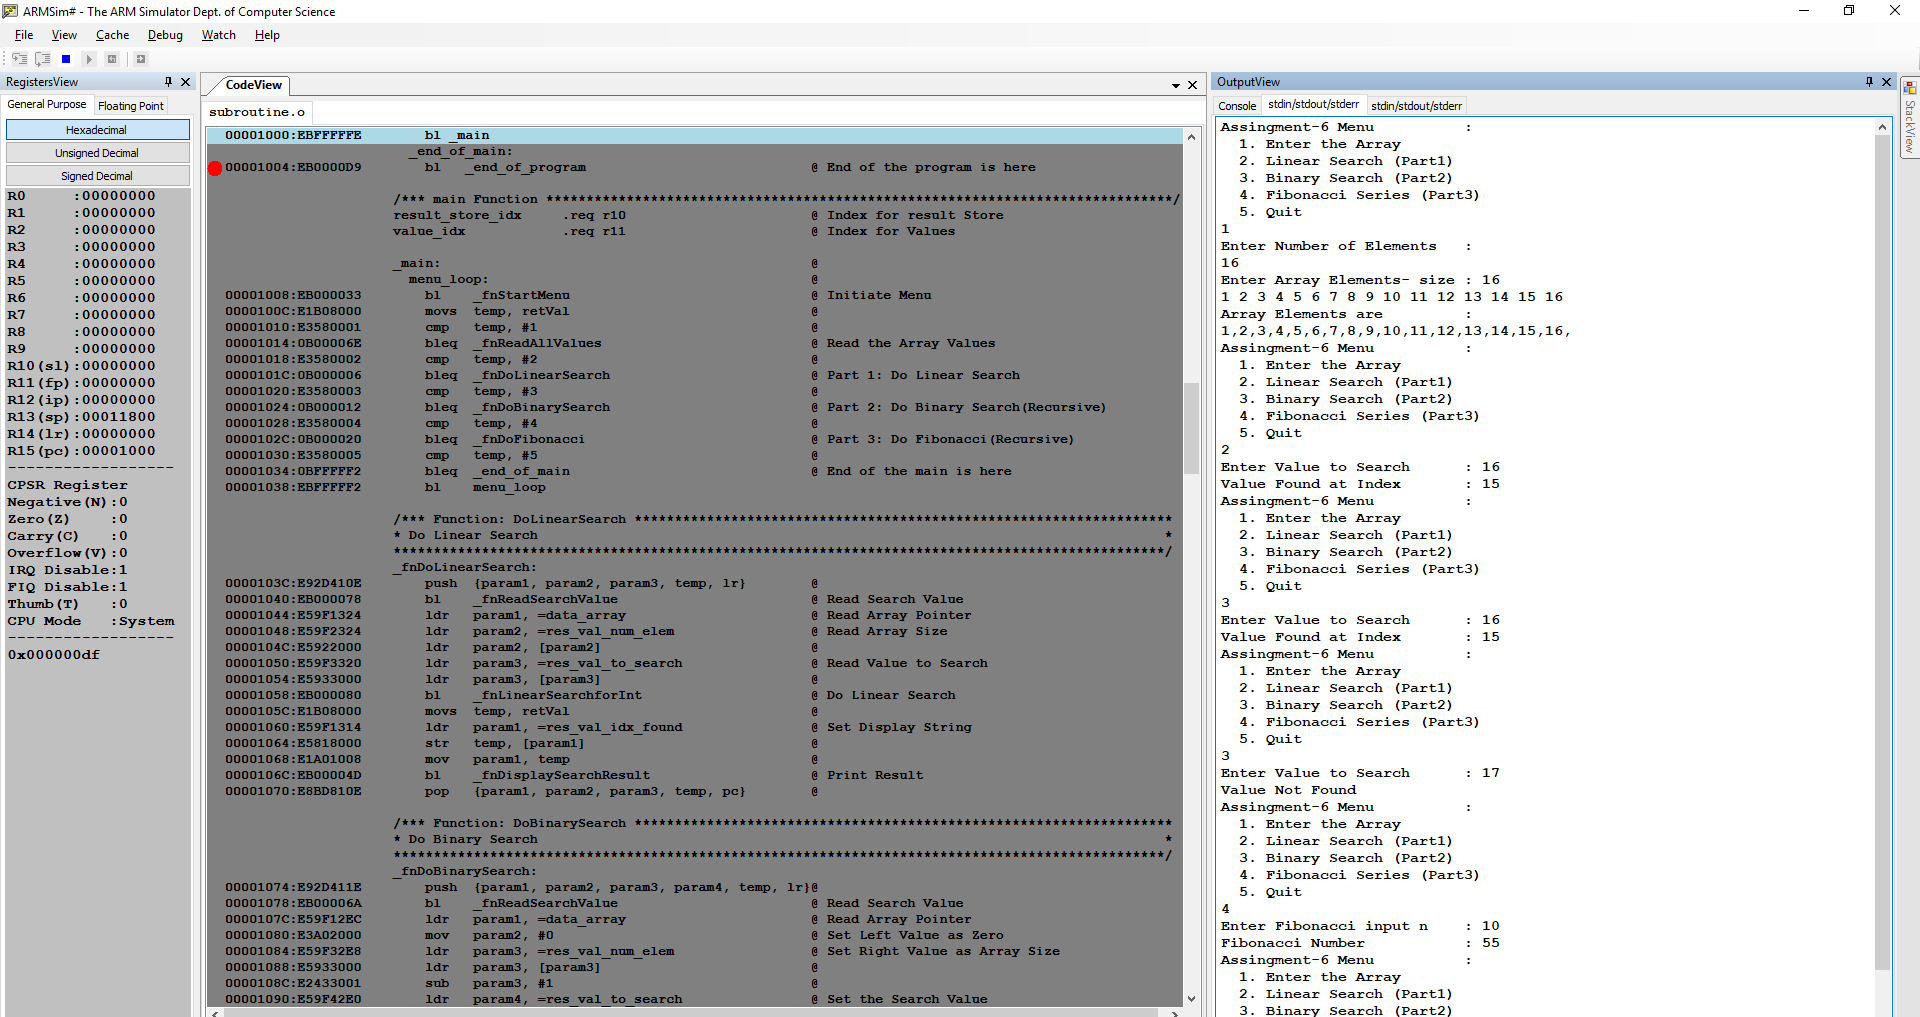 ARMSim# - The ARM Simulator Dept. of Computer Science
File View Cache Debug Watch Help
RegistersView
General Purpose Floating Point
Hexadecimal
Unsigned Decimal
Signed Decimal
R0 :00000000
R1 :00000000
R2 :00000000
R3 :00000000
R4 :00000000
R5 :00000000
R6 :00000000
R7 :00000000
R8 :00000000
R9 :00000000
R10(sl):00000000
R11(fp):00000000
R12(ip):00000000
R13(sp):00011800
R14(lr):00000000
R15(pc):00001000
------------------
CPSR Register
Negative(N):0
Zero(Z) :0
Carry(C) :0
Overflow(V):0
IRQ Disable:1
FIQ Disable:1
Thumb(T) :0
CPU Mode :System
------------------
0x000000df
CodeView
subroutine.o
00001000:EBFFFFFE bl _main
_end_of_main:
00001004:EB0000D9 bl _end_of_program @ End of the program is here
/*** main Function ******************************************************************************/
result_store_idx .req r10 @ Index for result Store
value_idx .req r11 @ Index for Values
_main: @
menu_loop: @
00001008:EB000033 bl _fnStartMenu @ Initiate Menu
0000100C:E1B08000 movs temp, retVal @
00001010:E3580001 cmp temp, #1 @
00001014:0B00006E bleq _fnReadAllValues @ Read the Array Values
00001018:E3580002 cmp temp, #2 @
0000101C:0B000006 bleq _fnDoLinearSearch @ Part 1: Do Linear Search
00001020:E3580003 cmp temp, #3 @
00001024:0B000012 bleq _fnDoBinarySearch @ Part 2: Do Binary Search(Recursive)
00001028:E3580004 cmp temp, #4 @
0000102C:0B000020 bleq _fnDoFibonacci @ Part 3: Do Fibonacci(Recursive)
00001030:E3580005 cmp temp, #5 @
00001034:0BFFFFF2 bleq _end_of_main @ End of the main is here
00001038:EBFFFFF2 bl menu_loop
/*** Function: DoLinearSearch *******************************************************************
* Do Linear Search *
************************************************************************************************/
_fnDoLinearSearch:
0000103C:E92D410E push {param1, param2, param3, temp, lr} @
00001040:EB000078 bl _fnReadSearchValue @ Read Search Value
00001044:E59F1324 ldr param1, =data_array @ Read Array Pointer
00001048:E59F2324 ldr param2, =res_val_num_elem @ Read Array Size
0000104C:E5922000 ldr param2, [param2] @
00001050:E59F3320 ldr param3, =res_val_to_search @ Read Value to Search
00001054:E5933000 ldr param3, [param3] @
00001058:EB000080 bl _fnLinearSearchforInt @ Do Linear Search
0000105C:E1B08000 movs temp, retVal @
00001060:E59F1314 ldr param1, =res_val_idx_found @ Set Display String
00001064:E5818000 str temp, [param1] @
00001068:E1A01008 mov param1, temp @
0000106C:EB00004D bl _fnDisplaySearchResult @ Print Result
00001070:E8BD810E pop {param1, param2, param3, temp, pc} @
/*** Function: DoBinarySearch *******************************************************************
* Do Binary Search *
************************************************************************************************/
_fnDoBinarySearch:
00001074:E92D411E push {param1, param2, param3, param4, temp, lr}@
00001078:EB00006A bl _fnReadSearchValue @ Read Search Value
0000107C:E59F12EC ldr param1, =data_array @ Read Array Pointer
00001080:E3A02000 mov param2, #0 @ Set Left Value as Zero
00001084:E59F32E8 ldr param3, =res_val_num_elem @ Set Right Value as Array Size
00001088:E5933000 ldr param3, [param3] @
0000108C:E2433001 sub param3, #1 @
00001090:E59F42E0 ldr param4, =res_val_to_search @ Set the Search Value
OutputView
Console stdin/stdout/stderr stdin/stdout/stderr
Assingment-6 Menu :
1. Enter the Array
2. Linear Search (Part1)
3. Binary Search (Part2)
4. Fibonacci Series (Part3)
5. Quit
1
Enter Number of Elements :
16
Enter Array Elements- size : 16
1 2 3 4 5 6 7 8 9 10 11 12 13 14 15 16
Array Elements are :
1,2,3,4,5,6,7,8,9,10,11,12,13,14,15,16,
Assingment-6 Menu :
1. Enter the Array
2. Linear Search (Part1)
3. Binary Search (Part2)
4. Fibonacci Series (Part3)
5. Quit
2
Enter Value to Search : 16
Value Found at Index : 15
Assingment-6 Menu :
1. Enter the Array
2. Linear Search (Part1)
3. Binary Search (Part2)
4. Fibonacci Series (Part3)
5. Quit
3
Enter Value to Search : 16
Value Found at Index : 15
Assingment-6 Menu :
1. Enter the Array
2. Linear Search (Part1)
3. Binary Search (Part2)
4. Fibonacci Series (Part3)
5. Quit
3
Enter Value to Search : 17
Value Not Found
Assingment-6 Menu :
1. Enter the Array
2. Linear Search (Part1)
3. Binary Search (Part2)
4. Fibonacci Series (Part3)
5. Quit
4
Enter Fibonacci input n : 10
Fibonacci Number : 55
Assingment-6 Menu :
1. Enter the Array
2. Linear Search (Part1)
3. Binary Search (Part2)
StackView